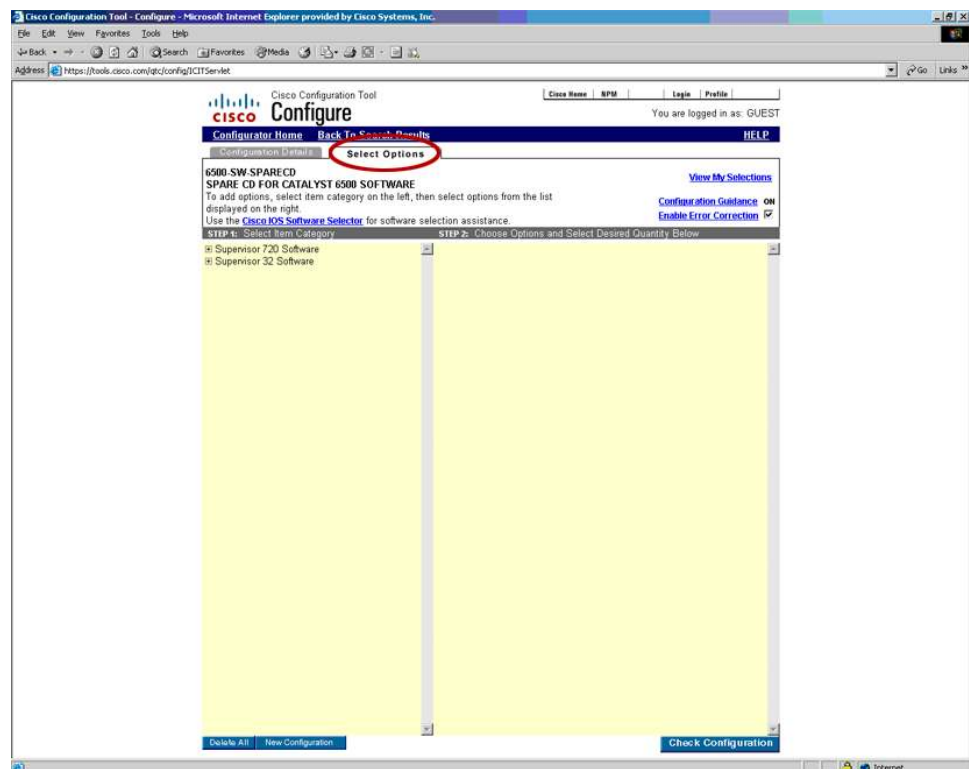 Cisco Configuration Tool - Configure - Microsoft Internet Explorer provided by Cisco Systems, Inc.
File Edit View Favorites Tools Help
Back Search Favorites Media
Address https://tools.cisco.com/qtc/config/ICITServlet Go Links »
CISCO
Cisco Configuration Tool
Configure
Cisco Home | NPM | Login | Profile
You are logged in as: GUEST
Configurator Home Back To Search Results HELP
Configuration Details Select Options
6500-SW-SPARECD
SPARE CD FOR CATALYST 6500 SOFTWARE
To add options, select item category on the left, then select options from the list
displayed on the right.
Use the Cisco IOS Software Selector for software selection assistance.
View My Selections
Configuration Guidance ON
Enable Error Correction
STEP 1: Select Item Category STEP 2: Choose Options and Select Desired Quantity Below
Supervisor 720 Software
Supervisor 32 Software
Delete All New Configuration Check Configuration
Internet